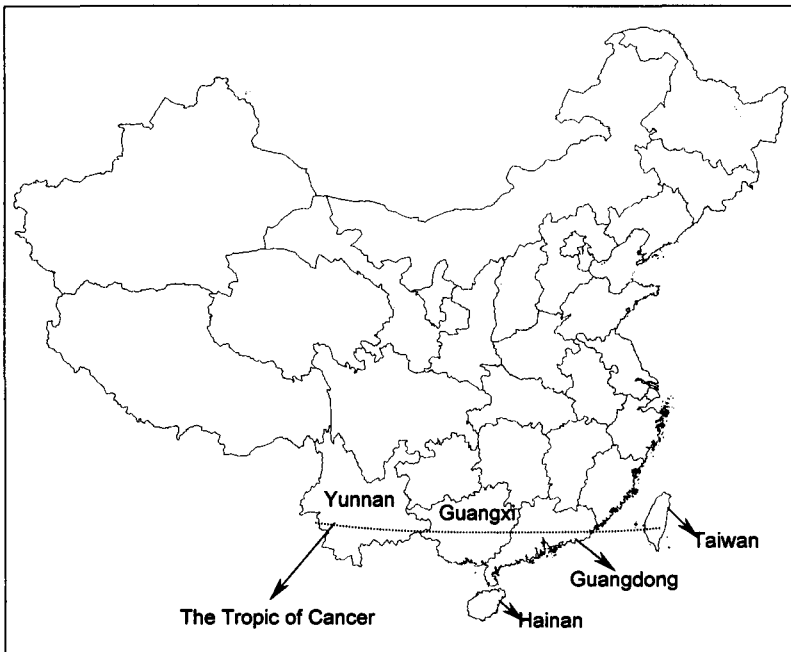 Yunnan
Guangxi
Taiwan
Guangdong
The Tropic of Cancer
Hainan